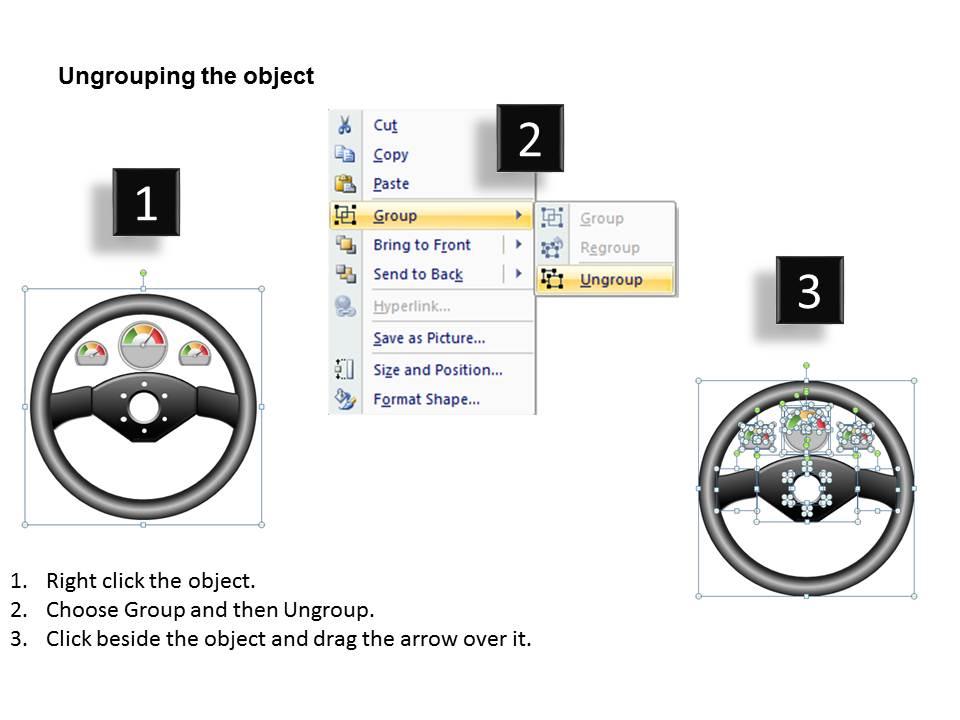 Ungrouping the object
1
2
3
Cut
Copy
Paste
Group
Bring to Front
Send to Back
Hyperlink...
Save as Picture...
Size and Position...
Format Shape...
Group
Regroup
Ungroup
1. Right click the object.
2. Choose Group and then Ungroup.
3. Click beside the object and drag the arrow over it.